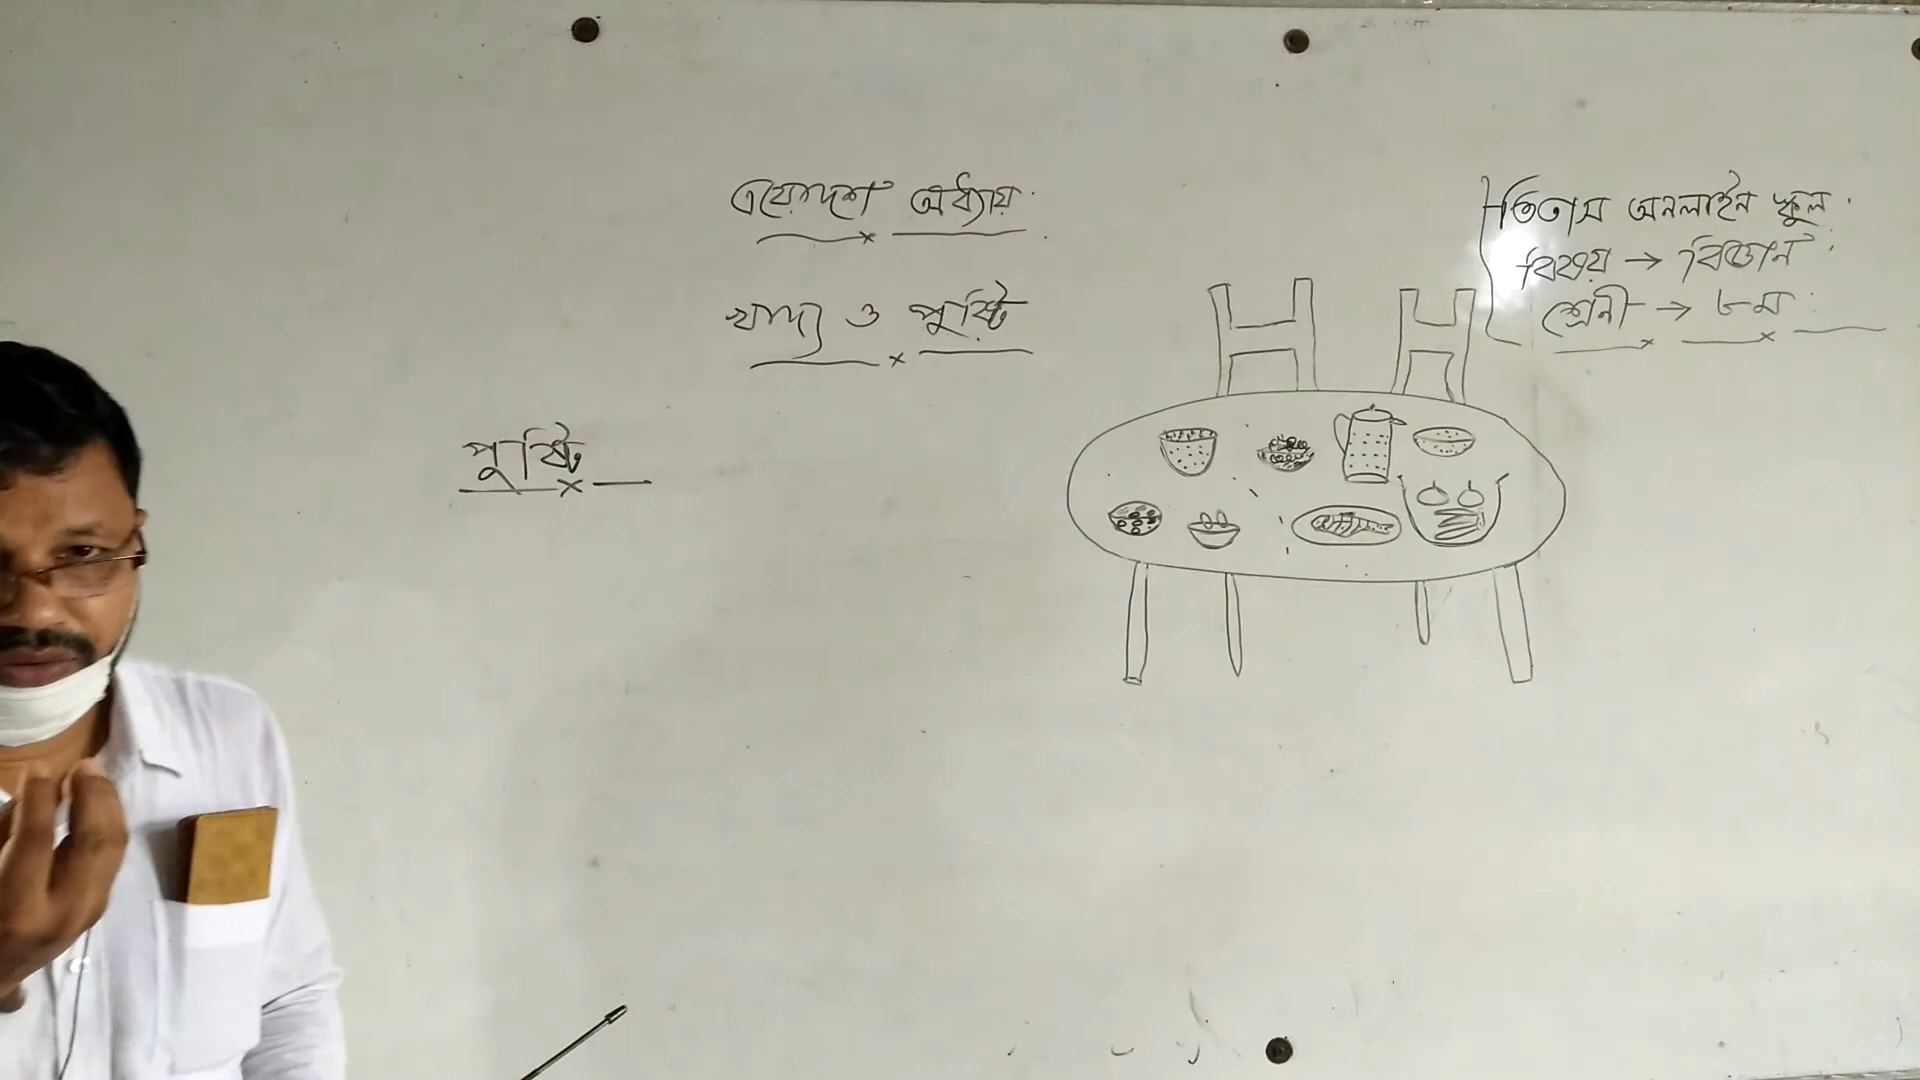 ত্রয়োদশ অধ্যায়
খাদ্য ও পুষ্টি
পুষ্টি
তিতাস অনলাইন স্কুল
বিষয় → বিজ্ঞান
শ্রেনী → ৮ম